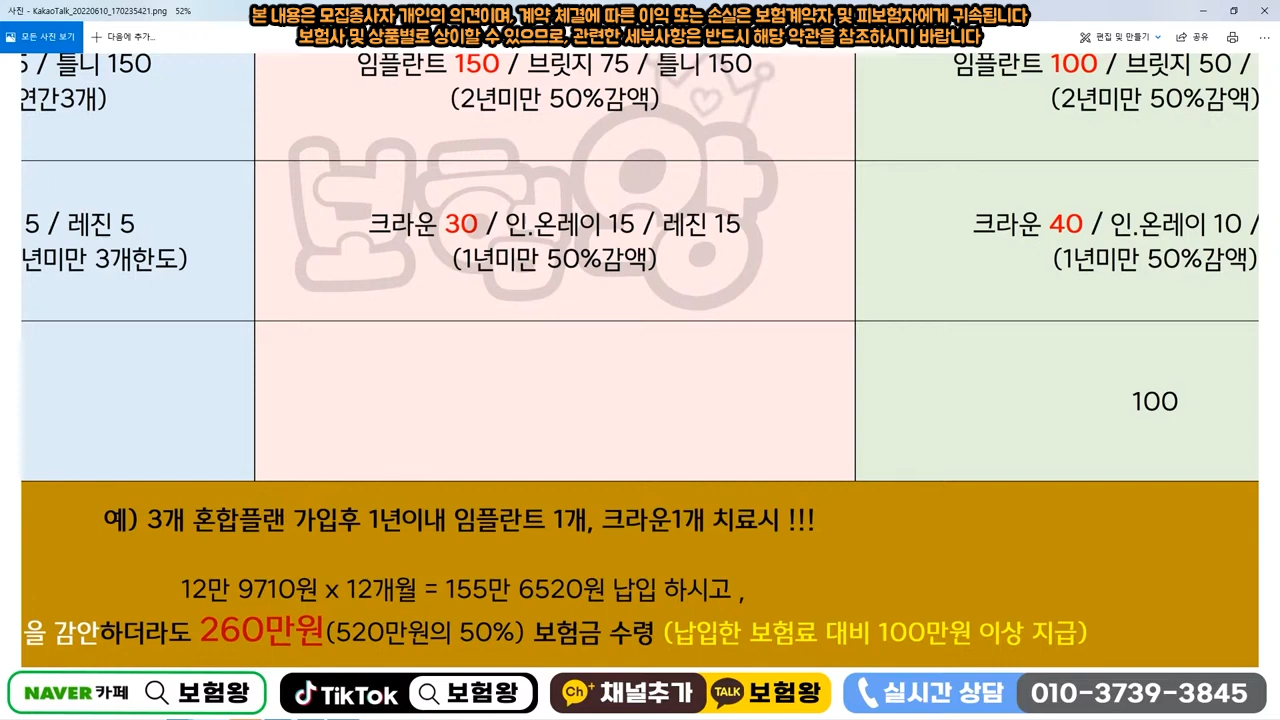 사진 - KakaoTalk_20220610_170235421.png 52%
본 내용은 모집종사자 개인의 의견이며, 계약 체결에 따른 이익 또는 손실은 보험계약자 및 피보험자에게 귀속됩니다
보험사 및 상품별로 상이할 수 있으므로, 관련한 세부사항은 반드시 해당 약관을 참조하시기 바랍니다
모든 사진 보기 + 다음에 추가... 편집 및 만들기 공유
5 / 틀니 150 임플란트 150 / 브릿지 75 / 틀니 150 임플란트 100 / 브릿지 50 /
연간3개) (2년미만 50%감액) (2년미만 50%감액)
보험왕
5 / 레진 5 크라운 30 / 인.온레이 15 / 레진 15 크라운 40 / 인.온레이 10 /
년미만 3개한도) (1년미만 50%감액) (1년미만 50%감액)
100
예) 3개 혼합플랜 가입후 1년이내 임플란트 1개, 크라운1개 치료시 !!!
12만 9710원 x 12개월 = 155만 6520원 납입 하시고 ,
을 감안하더라도 260만원(520만원의 50%) 보험금 수령 (납입한 보험료 대비 100만원 이상 지급)
NAVER 카페 보험왕 TikTok 보험왕 Ch+ 채널추가 TALK 보험왕 실시간 상담 010-3739-3845